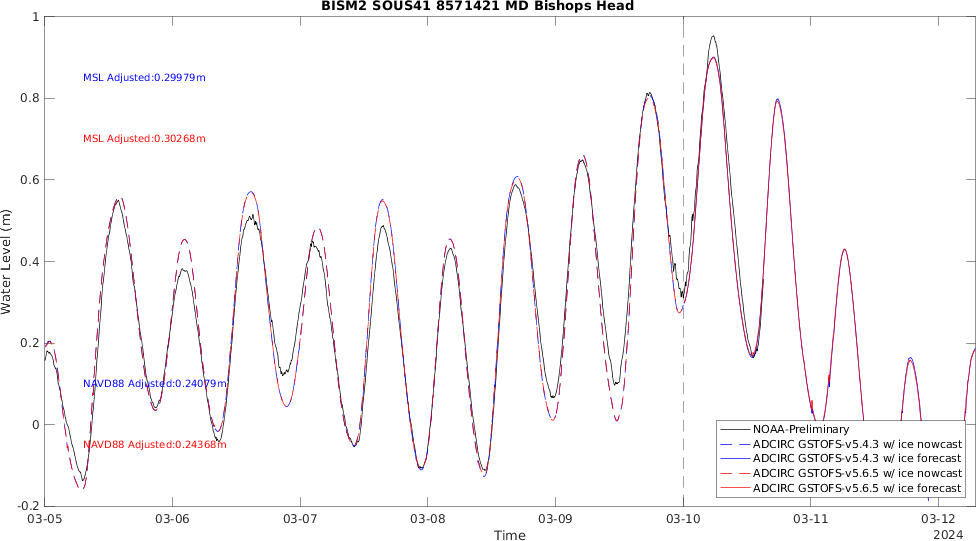 BISM2 SOUS41 8571421 MD Bishops Head
1
0.8
0.6
0.4
0.2
0
-0.2
Water Level (m)
MSL Adjusted:0.29979m
MSL Adjusted:0.30268m
NAVD88 Adjusted:0.24079m
NAVD88 Adjusted:0.24368m
NOAA-Preliminary
ADCIRC GSTOFS-v5.4.3 w/ ice nowcast
ADCIRC GSTOFS-v5.4.3 w/ ice forecast
ADCIRC GSTOFS-v5.6.5 w/ ice nowcast
ADCIRC GSTOFS-v5.6.5 w/ ice forecast
03-05 03-06 03-07 03-08 03-09 03-10 03-11 03-12
Time
2024